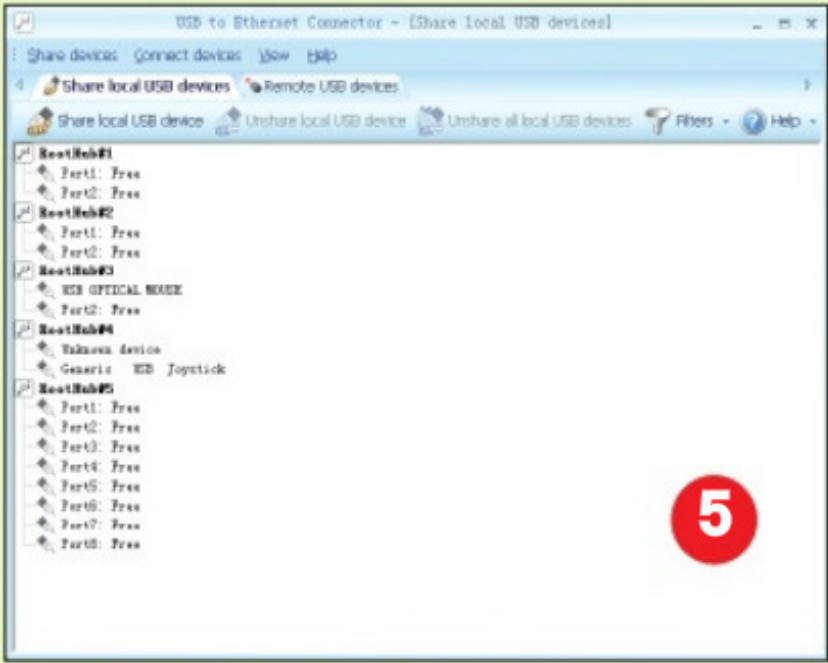 USB to Ethernet Connector - [Share local USB devices]
Share devices Connect devices View Help
Share local USB devices Remote USB devices
Share local USB device Unshare local USB device Unshare all local USB devices Filters Help
RootHub#1
Port1: Free
Port2: Free
RootHub#2
Port1: Free
Port2: Free
RootHub#3
USB OPTICAL MOUSE
Port2: Free
RootHub#4
Unknown device
Generic USB Joystick
RootHub#5
Port1: Free
Port2: Free
Port3: Free
Port4: Free
Port5: Free
Port6: Free
Port7: Free
Port8: Free
5